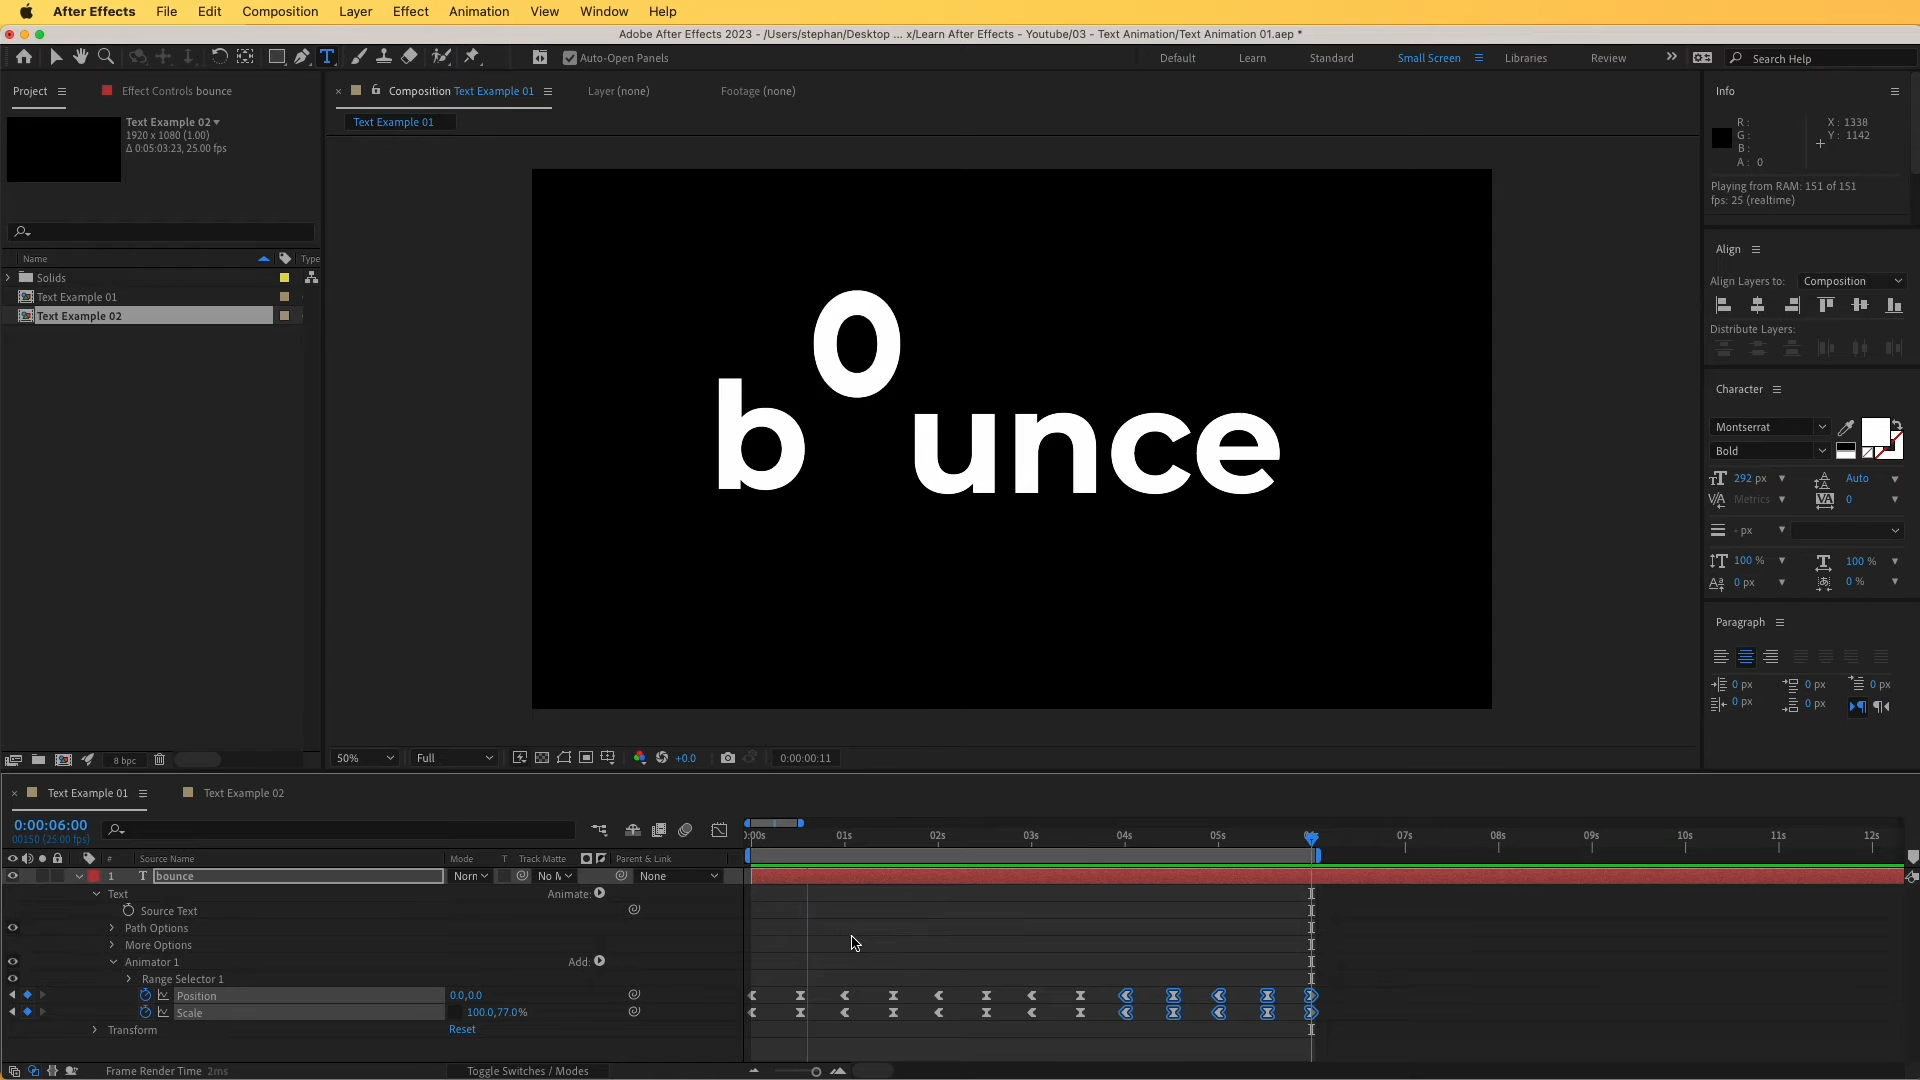 After Effects File Edit Composition Layer Effect Animation View Window Help
Adobe After Effects 2023 - /Users/stephan/Desktop ... x/Learn After Effects - Youtube/03 - Text Animation/Text Animation 01.aep *
Auto-Open Panels Default Learn Standard Small Screen Libraries Review Search Help
Project Effect Controls bounce
Text Example 02
1920 x 1080 (1.00)
Δ 0:05:03:23, 25.00 fps
Name Type
Solids
Text Example 01
Text Example 02
8 bpc
Composition Text Example 01 Layer (none) Footage (none)
Text Example 01
bounce
50% Full +0.0 0:00:00:11
Info
R : X : 1338
G : Y : 1142
B :
A : 0
Playing from RAM: 151 of 151
fps: 25 (realtime)
Align
Align Layers to: Composition
Distribute Layers:
Character
Montserrat
Bold
292 px Auto
Metrics 0
- px
100 % 100 %
0 px 0 %
Paragraph
0 px 0 px 0 px
0 px 0 px
Text Example 01 Text Example 02
0:00:06:00
00150 (25.00 fps)
:00s 01s 02s 03s 04s 05s 07s 08s 09s 10s 11s 12s
# Source Name Mode T Track Matte Parent & Link
1 T bounce Norn No M None
Text Animate:
Source Text
Path Options
More Options
Animator 1 Add:
Range Selector 1
Position 0.0,0.0
Scale 100.0,77.0%
Transform Reset
Frame Render Time 2ms Toggle Switches / Modes